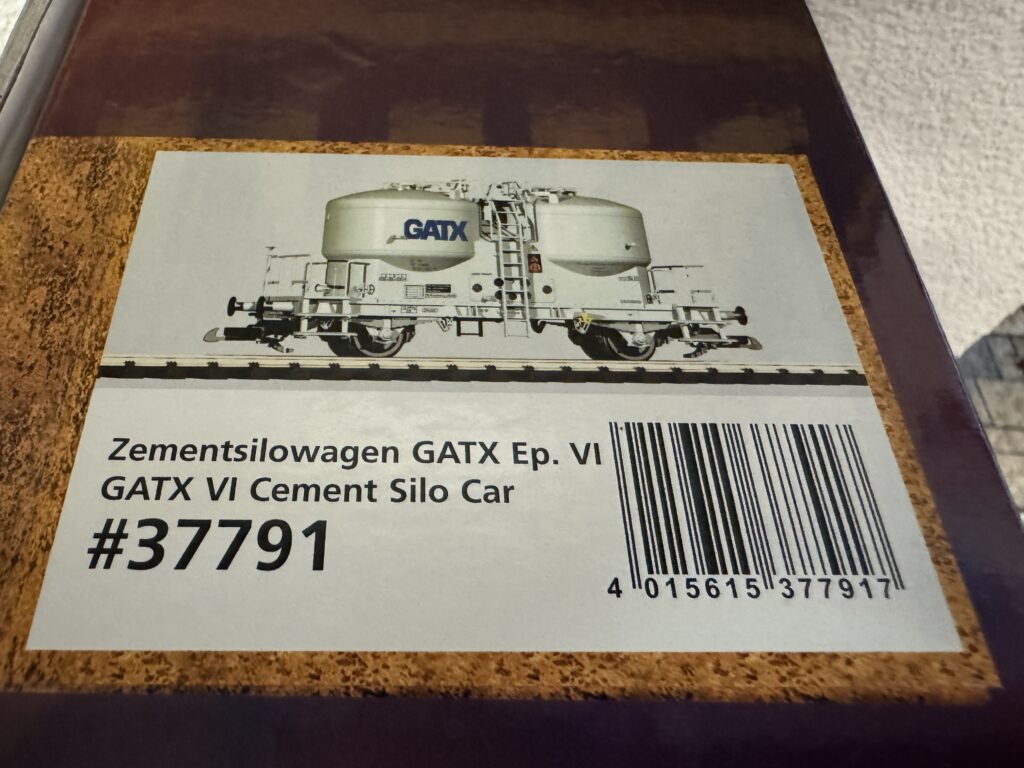 GATX
Zementsilowagen GATX Ep. VI
GATX VI Cement Silo Car
#37791
4 015615 377917